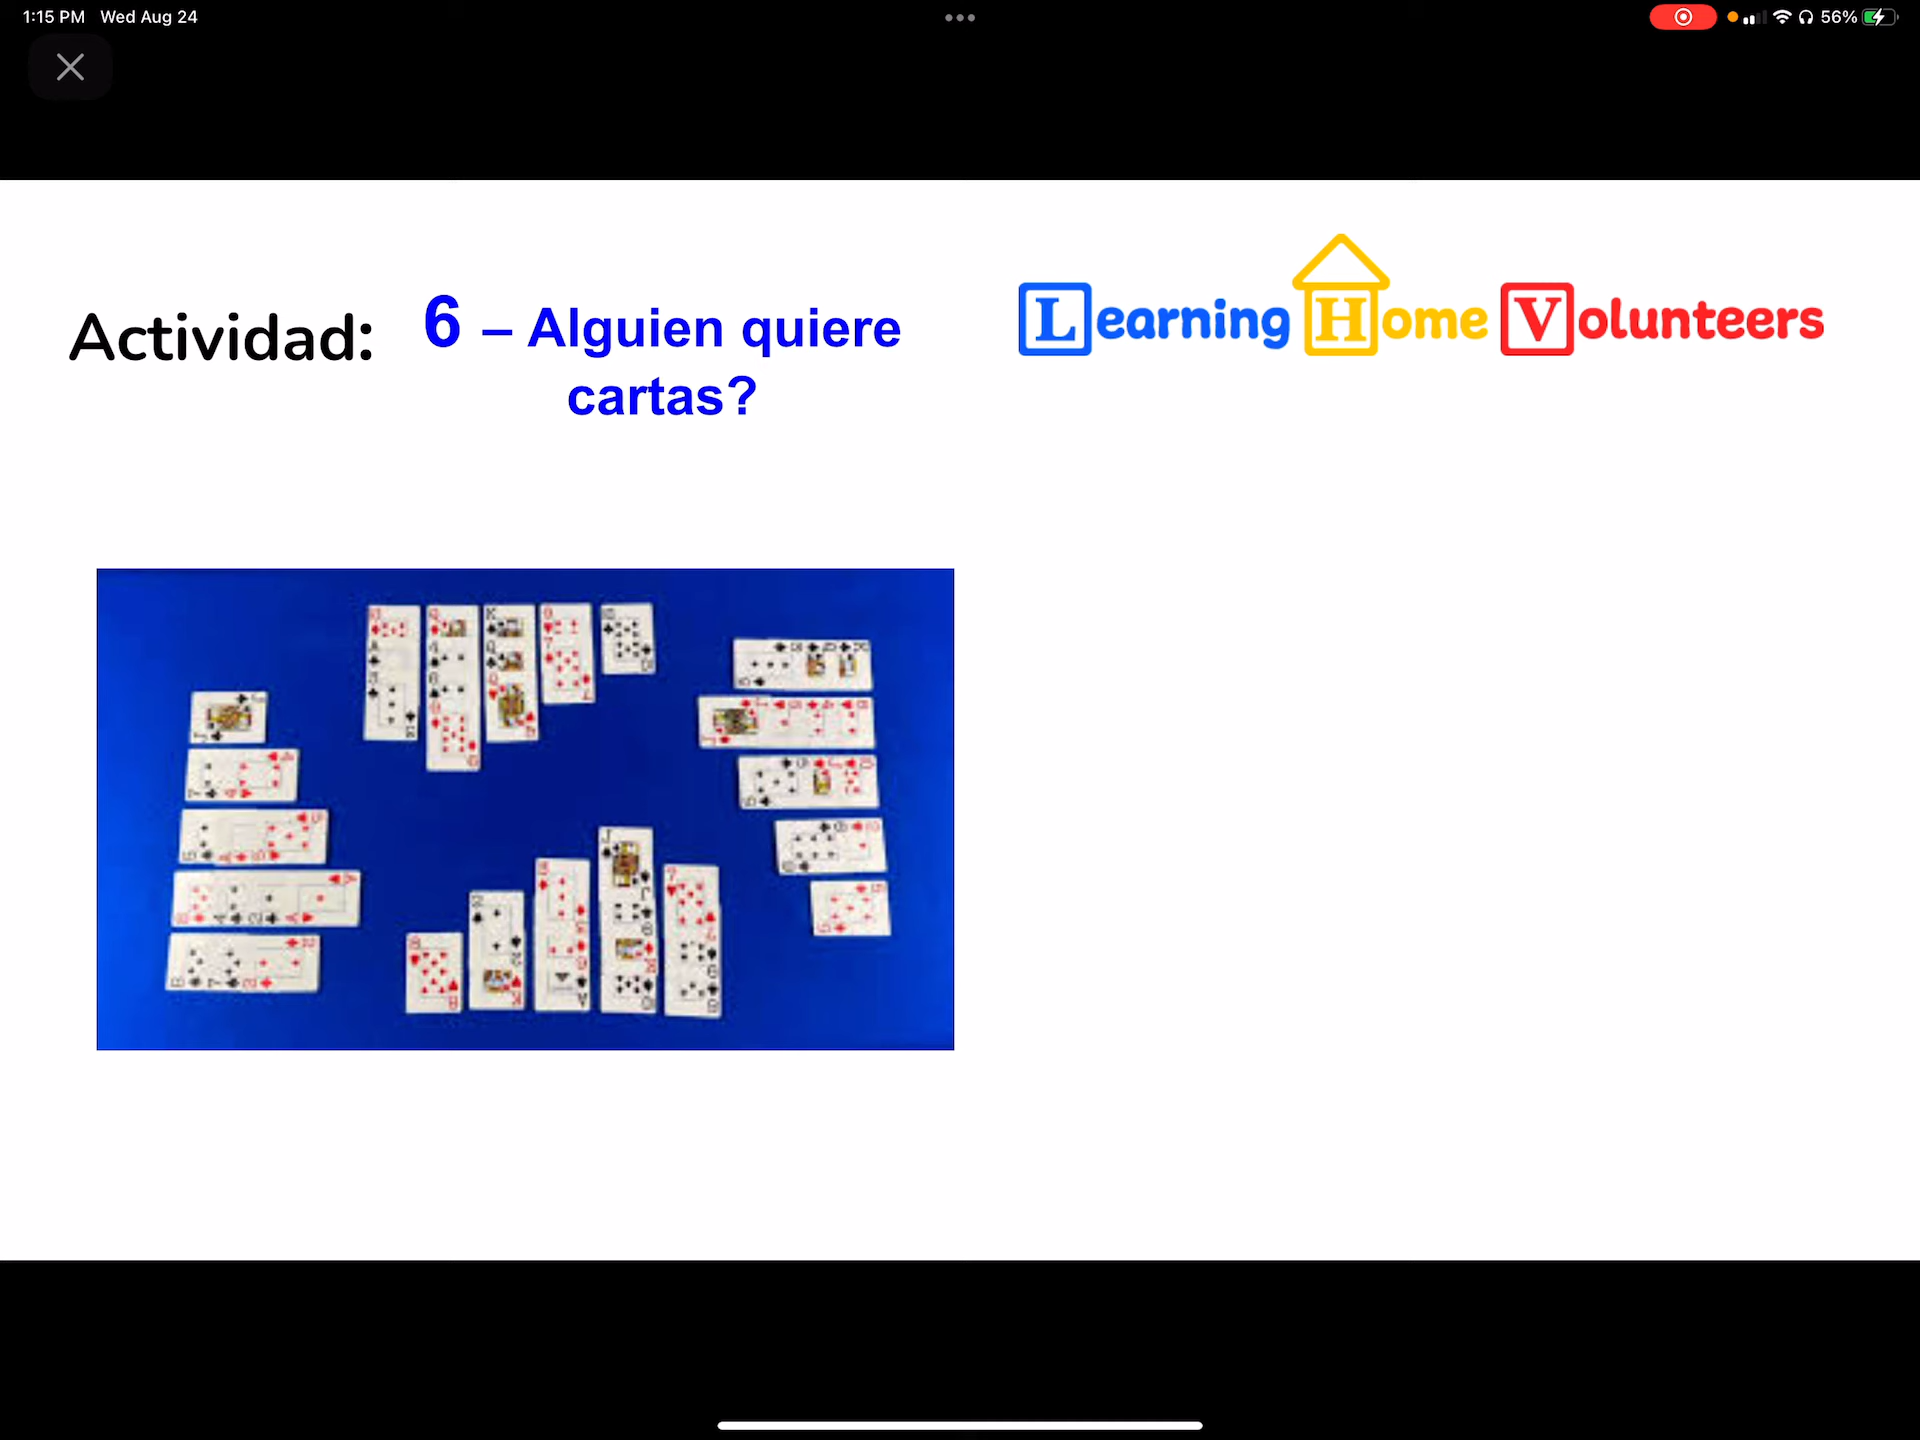 1:15 PM Wed Aug 24
56%
Actividad:
6 – Alguien quiere
cartas?
Learning Home Volunteers